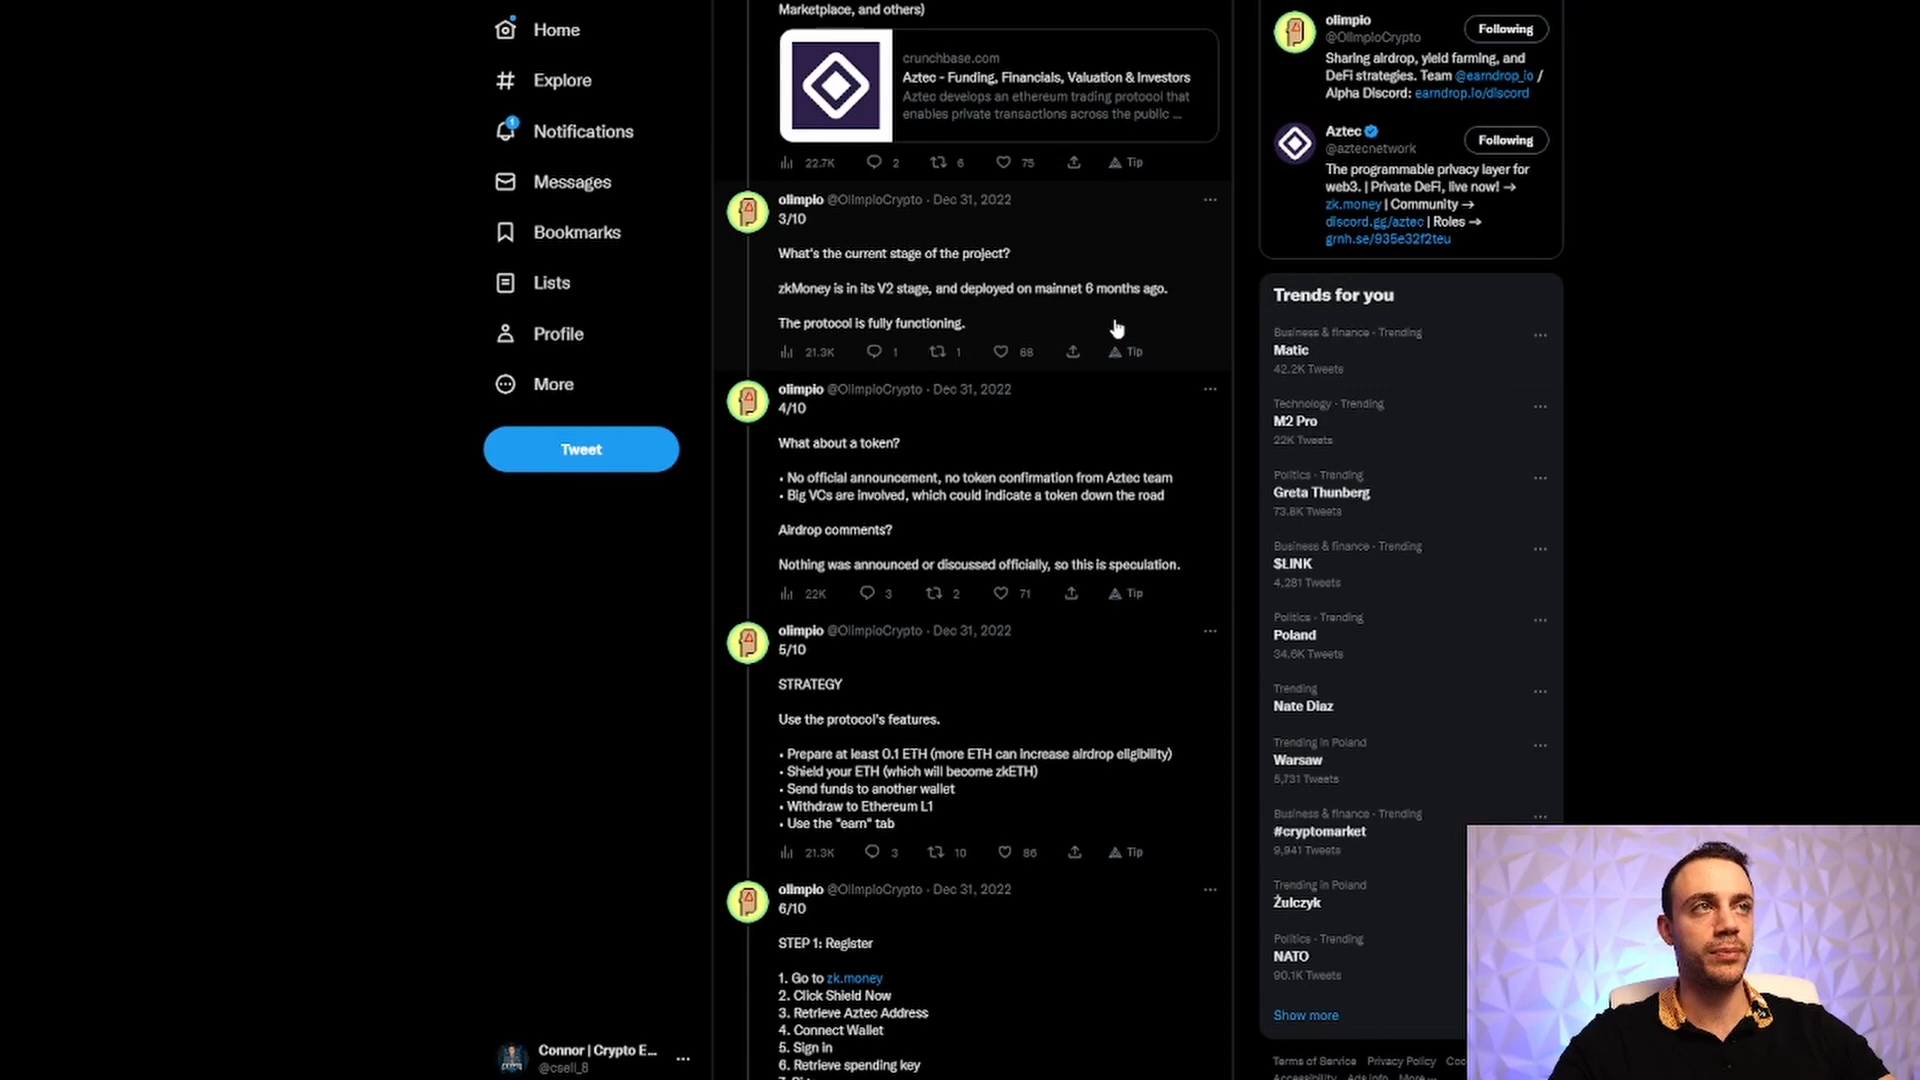 Home
Explore
Notifications
Messages
Bookmarks
Lists
Profile
More
Tweet
Connor | Crypto E...
@csell_8
Marketplace, and others)
crunchbase.com
Aztec - Funding, Financials, Valuation & Investors
Aztec develops an ethereum trading protocol that
enables private transactions across the public ...
22.7K 2 6 75 Tip
olimpio @OlimpioCrypto · Dec 31, 2022
3/10
What's the current stage of the project?
zkMoney is in its V2 stage, and deployed on mainnet 6 months ago.
The protocol is fully functioning.
21.3K 1 1 68 Tip
olimpio @OlimpioCrypto · Dec 31, 2022
4/10
What about a token?
• No official announcement, no token confirmation from Aztec team
• Big VCs are involved, which could indicate a token down the road
Airdrop comments?
Nothing was announced or discussed officially, so this is speculation.
22K 3 2 71 Tip
olimpio @OlimpioCrypto · Dec 31, 2022
5/10
STRATEGY
Use the protocol's features.
• Prepare at least 0.1 ETH (more ETH can increase airdrop eligibility)
• Shield your ETH (which will become zkETH)
• Send funds to another wallet
• Withdraw to Ethereum L1
• Use the "earn" tab
21.3K 3 10 86 Tip
olimpio @OlimpioCrypto · Dec 31, 2022
6/10
STEP 1: Register
1. Go to zk.money
2. Click Shield Now
3. Retrieve Aztec Address
4. Connect Wallet
5. Sign in
6. Retrieve spending key
olimpio
@OlimpioCrypto
Following
Sharing airdrop, yield farming, and
DeFi strategies. Team @earndrop_io /
Alpha Discord: earndrop.io/discord
Aztec
@aztecnetwork
Following
The programmable privacy layer for
web3. | Private DeFi, live now! →
zk.money | Community →
discord.gg/aztec | Roles →
grnh.se/935e32f2teu
Trends for you
Business & finance · Trending
Matic
42.2K Tweets
Technology · Trending
M2 Pro
22K Tweets
Politics · Trending
Greta Thunberg
73.8K Tweets
Business & finance · Trending
$LINK
4,281 Tweets
Politics · Trending
Poland
34.6K Tweets
Trending
Nate Diaz
Trending in Poland
Warsaw
5,731 Tweets
Business & finance · Trending
#cryptomarket
9,941 Tweets
Trending in Poland
Żulczyk
Politics · Trending
NATO
90.1K Tweets
Show more
Terms of Service Privacy Policy